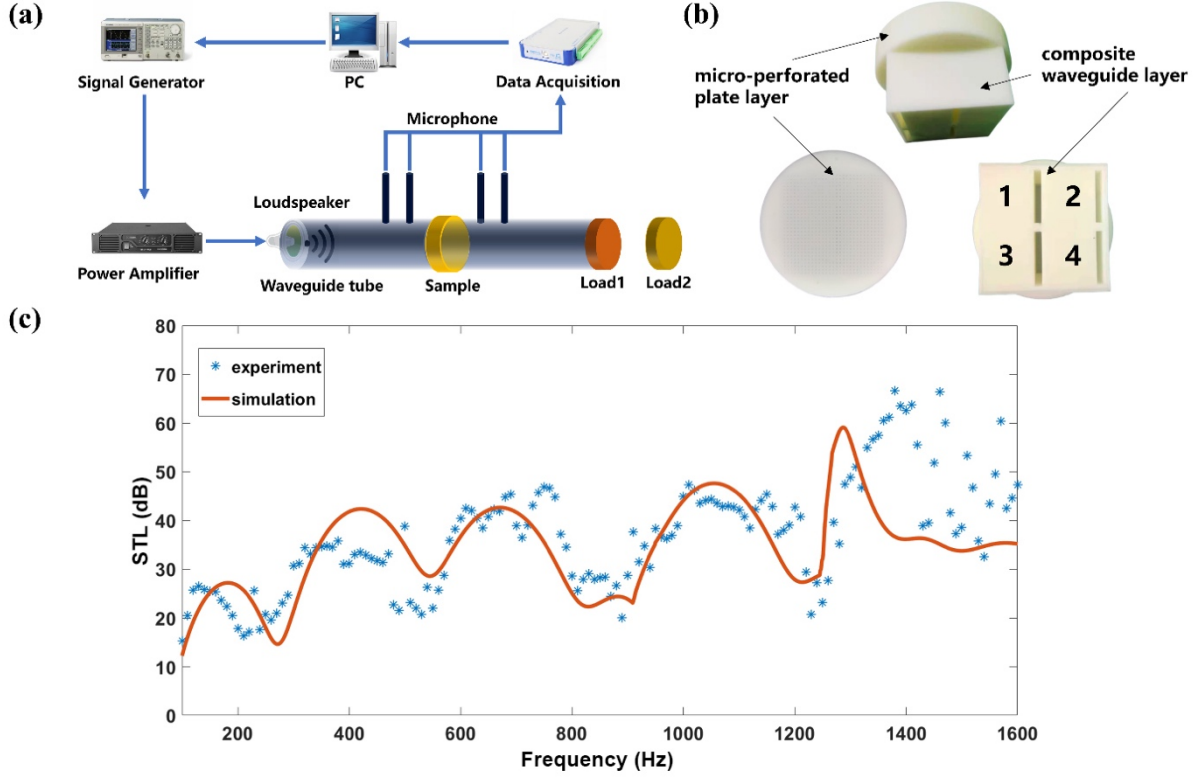 (a)
Signal Generator
PC
Data Acquisition
Microphone
Loudspeaker
Power Amplifier
Waveguide tube
Sample
Load1
Load2
(b)
micro-perforated
plate layer
composite
waveguide layer
1
2
3
4
(c)
80
70
60
50
40
30
20
10
0
STL (dB)
experiment
simulation
200
400
600
800
1000
1200
1400
1600
Frequency (Hz)